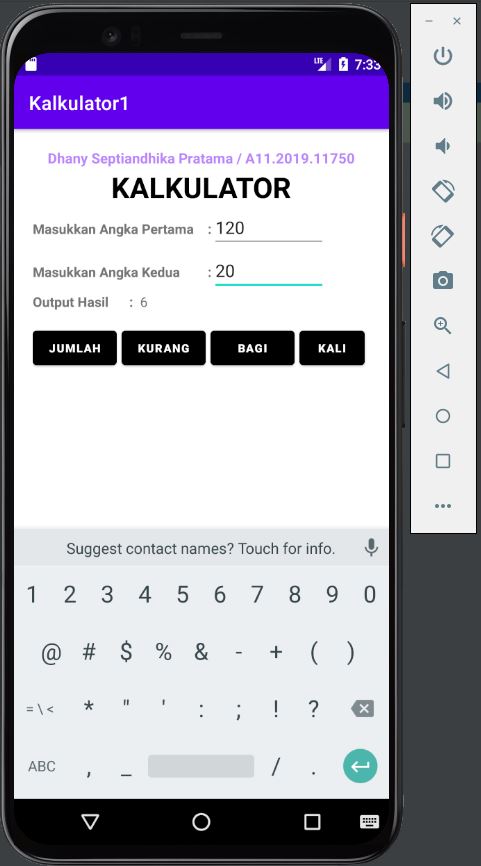 LTE 7:33
Kalkulator1
Dhany Septiandhika Pratama / A11.2019.11750
KALKULATOR
Masukkan Angka Pertama : 120
Masukkan Angka Kedua : 20
Output Hasil : 6
JUMLAH KURANG BAGI KALI
Suggest contact names? Touch for info.
1 2 3 4 5 6 7 8 9 0
@ # $ % & - + ( )
= \ < * " ' : ; ! ?
ABC , _ / .